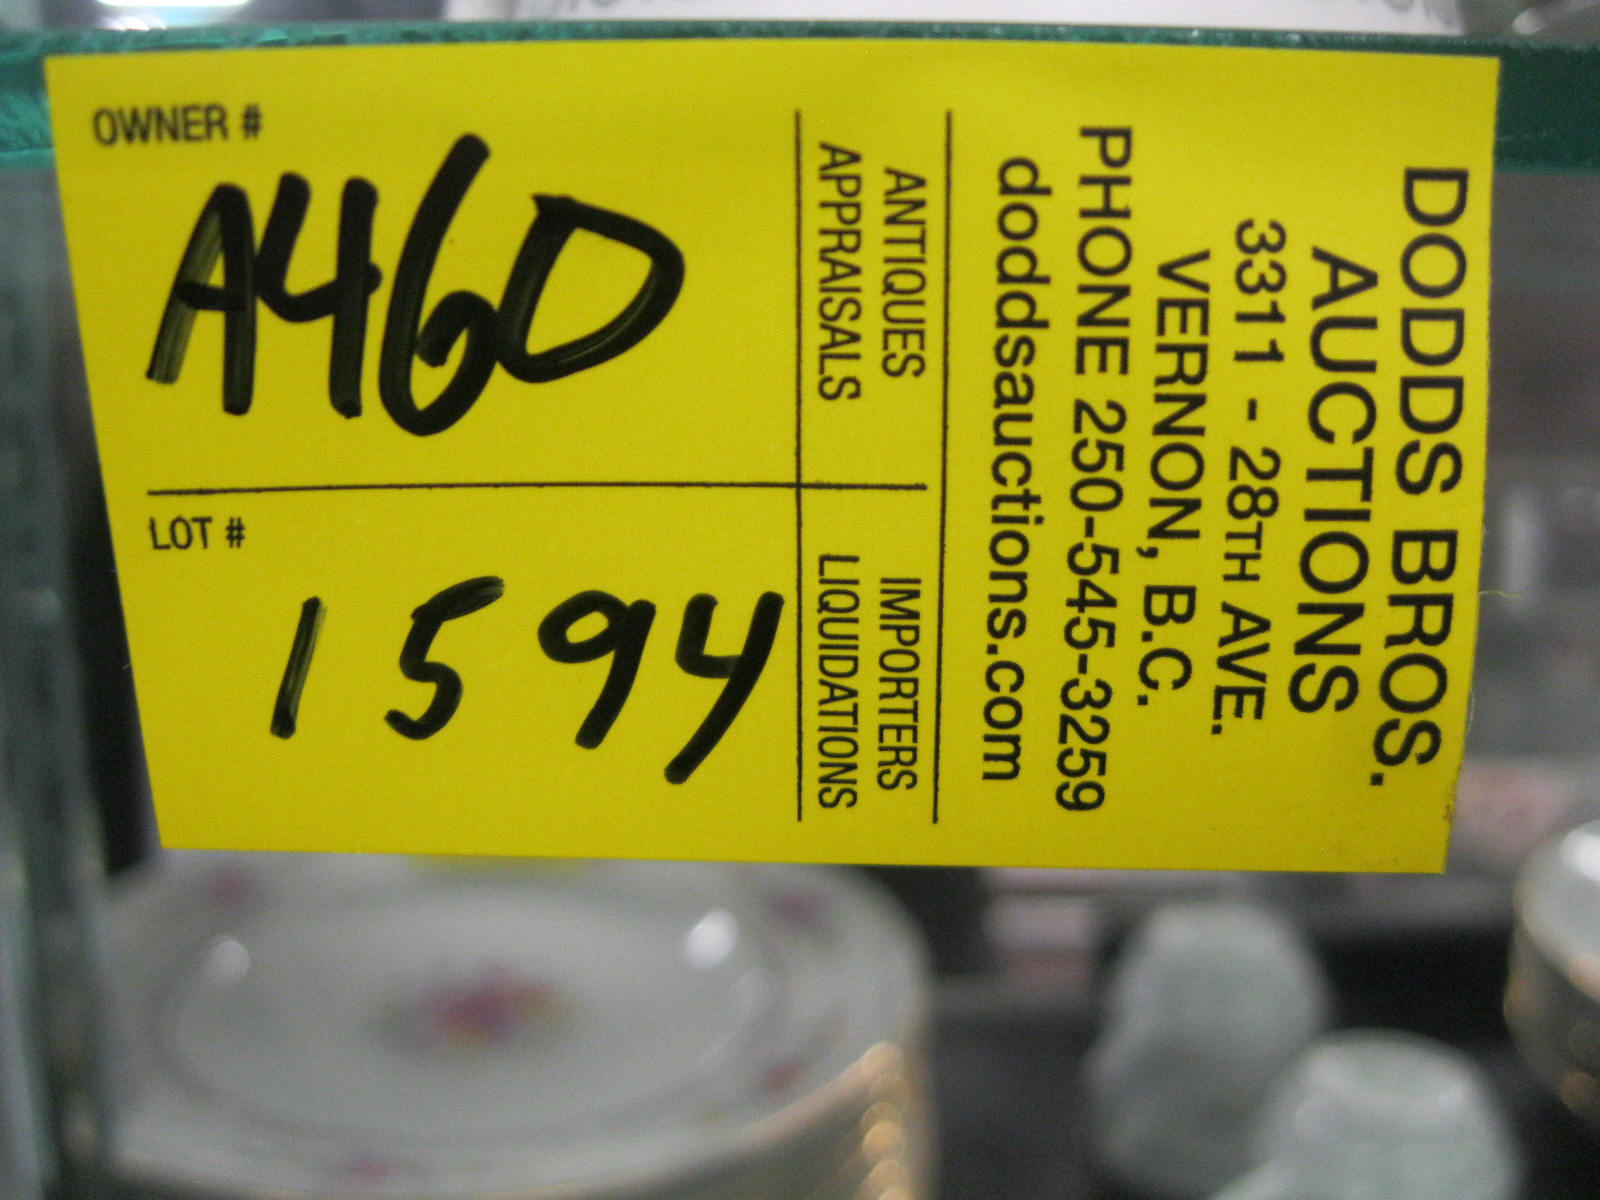 DODDS BROS.
AUCTIONS
3311 - 28TH AVE.
VERNON, B.C.
PHONE 250-545-3259
doddsauctions.com
ANTIQUES IMPORTERS
APPRAISALS LIQUIDATIONS
OWNER #
A460
LOT #
1594